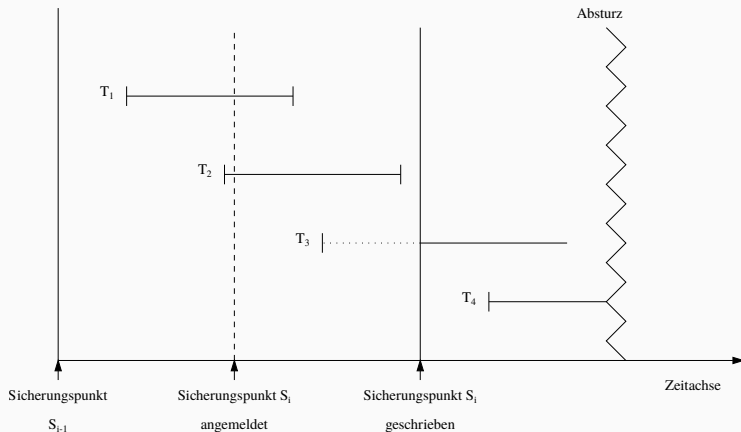 Absturz
T1
T2
T3
T4
Zeitachse
Sicherungspunkt
Si-1
Sicherungspunkt Si
angemeldet
Sicherungspunkt Si
geschrieben